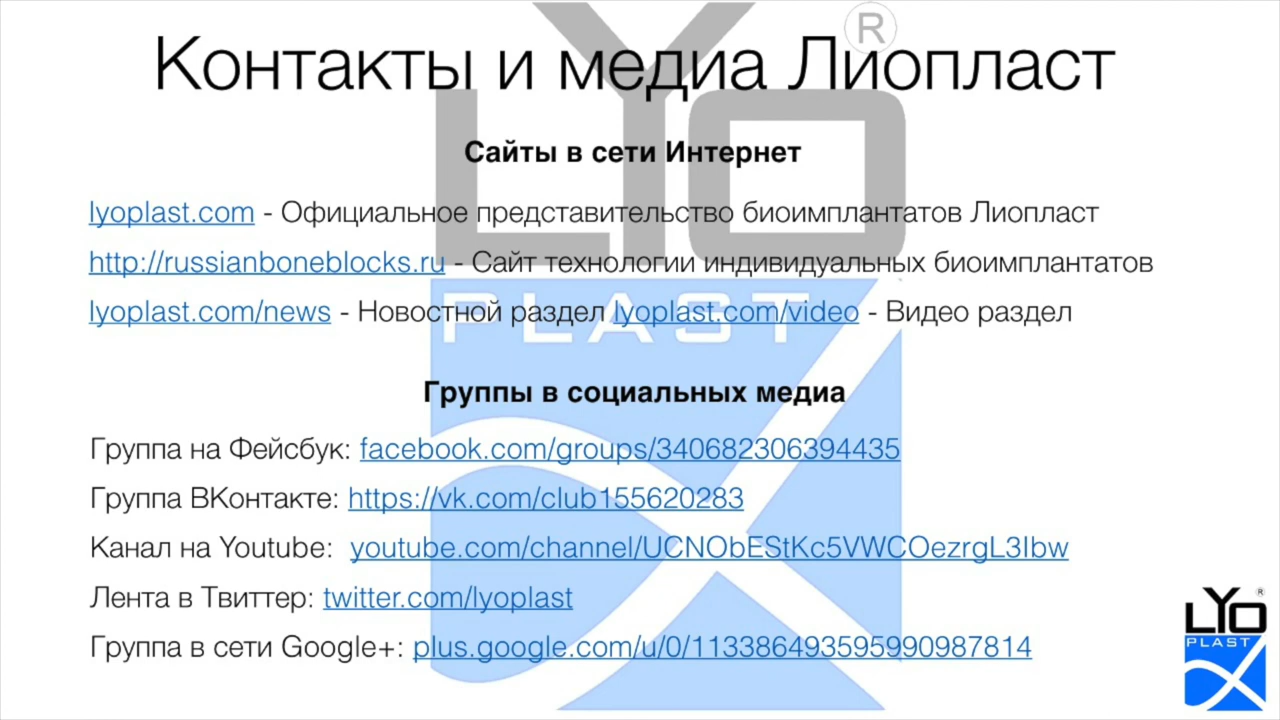 Контакты и медиа Лиопласт
Сайты в сети Интернет
lyoplast.com - Официальное представительство биоимплантатов Лиопласт
http://russianboneblocks.ru - Сайт технологии индивидуальных биоимплантатов
lyoplast.com/news - Новостной раздел lyoplast.com/video - Видео раздел
Группы в социальных медиа
Группа на Фейсбук: facebook.com/groups/340682306394435
Группа ВКонтакте: https://vk.com/club155620283
Канал на Youtube: youtube.com/channel/UCNObEStKc5VWCOezrgL3Ibw
Лента в Твиттер: twitter.com/lyoplast
Группа в сети Google+: plus.google.com/u/0/113386493595990987814
LYO ®
PLAST
LYO ®
PLAST